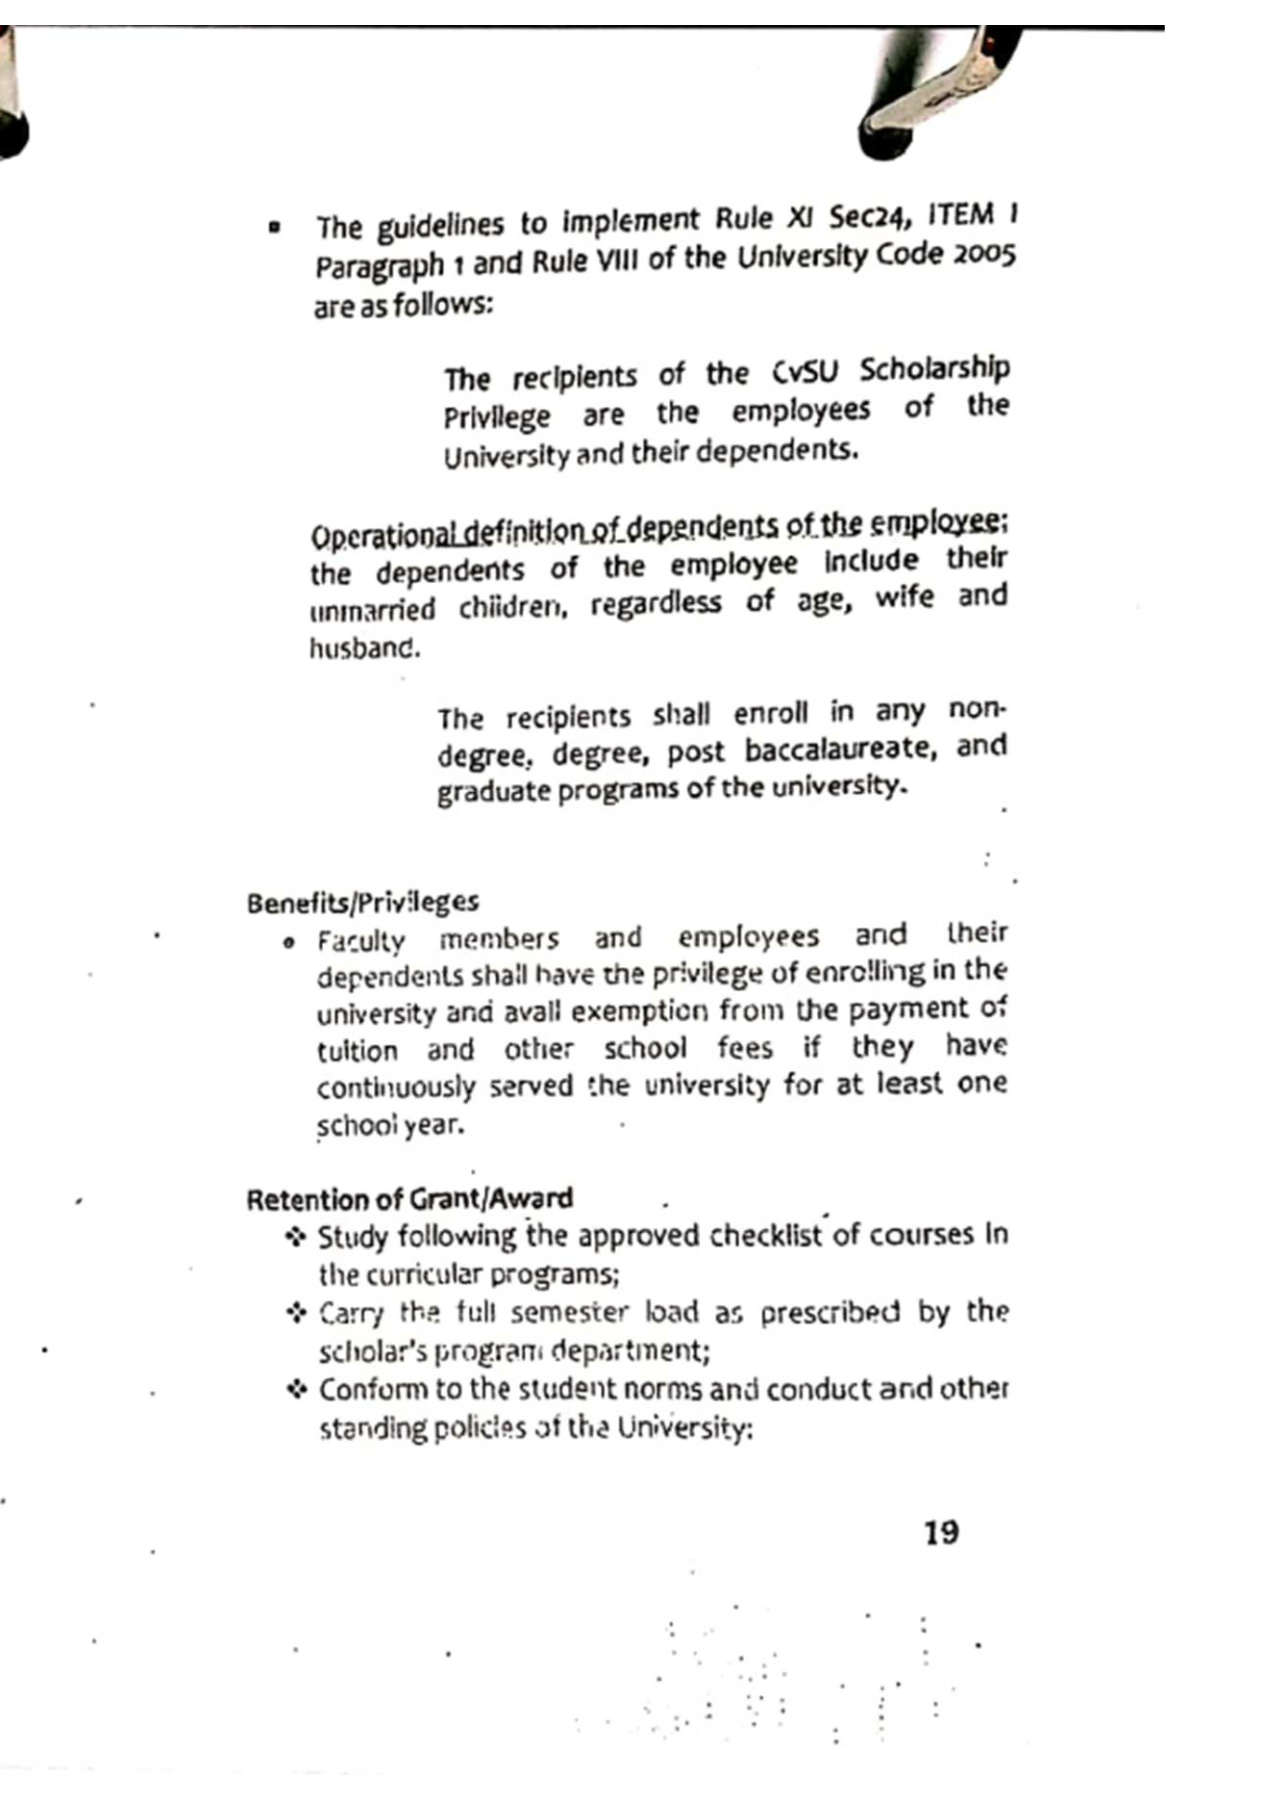 ▪ The guidelines to implement Rule XI Sec24, ITEM I
Paragraph 1 and Rule VIII of the University Code 2005
are as follows:
The recipients of the CvSU Scholarship
Privilege are the employees of the
University and their dependents.
Operational definition of dependents of the employee:
the dependents of the employee include their
unmarried children, regardless of age, wife and
husband.
The recipients shall enroll in any non-
degree, degree, post baccalaureate, and
graduate programs of the university.
Benefits/Privileges
• Faculty members and employees and their
dependents shall have the privilege of enrolling in the
university and avail exemption from the payment of
tuition and other school fees if they have
continuously served the university for at least one
school year.
Retention of Grant/Award
❖ Study following the approved checklist of courses in
the curricular programs;
❖ Carry the full semester load as prescribed by the
scholar's program department;
❖ Conform to the student norms and conduct and other
standing policies of the University:
19